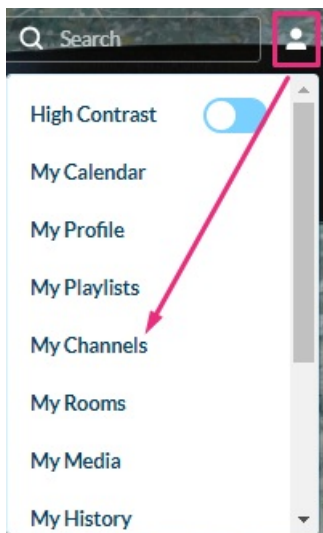 Search
High Contrast
My Calendar
My Profile
My Playlists
My Channels
My Rooms
My Media
My History